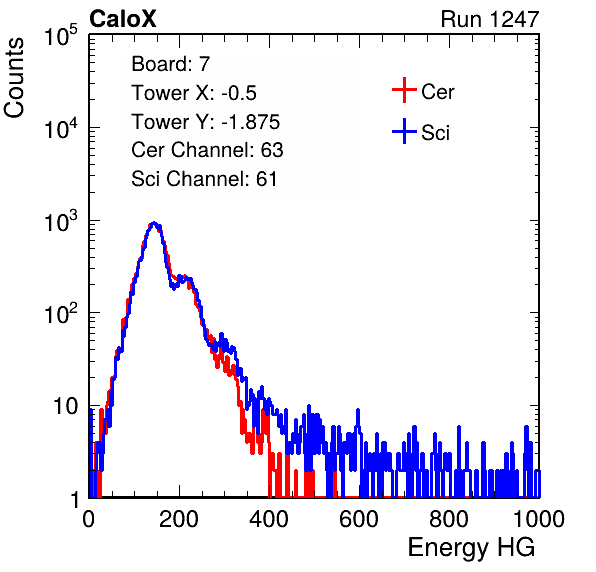 CaloX Run 1247
Counts
Board: 7
Tower X: -0.5
Tower Y: -1.875
Cer Channel: 63
Sci Channel: 61
Cer
Sci
10^5
10^4
10^3
10^2
10
1
0 200 400 600 800 1000
Energy HG